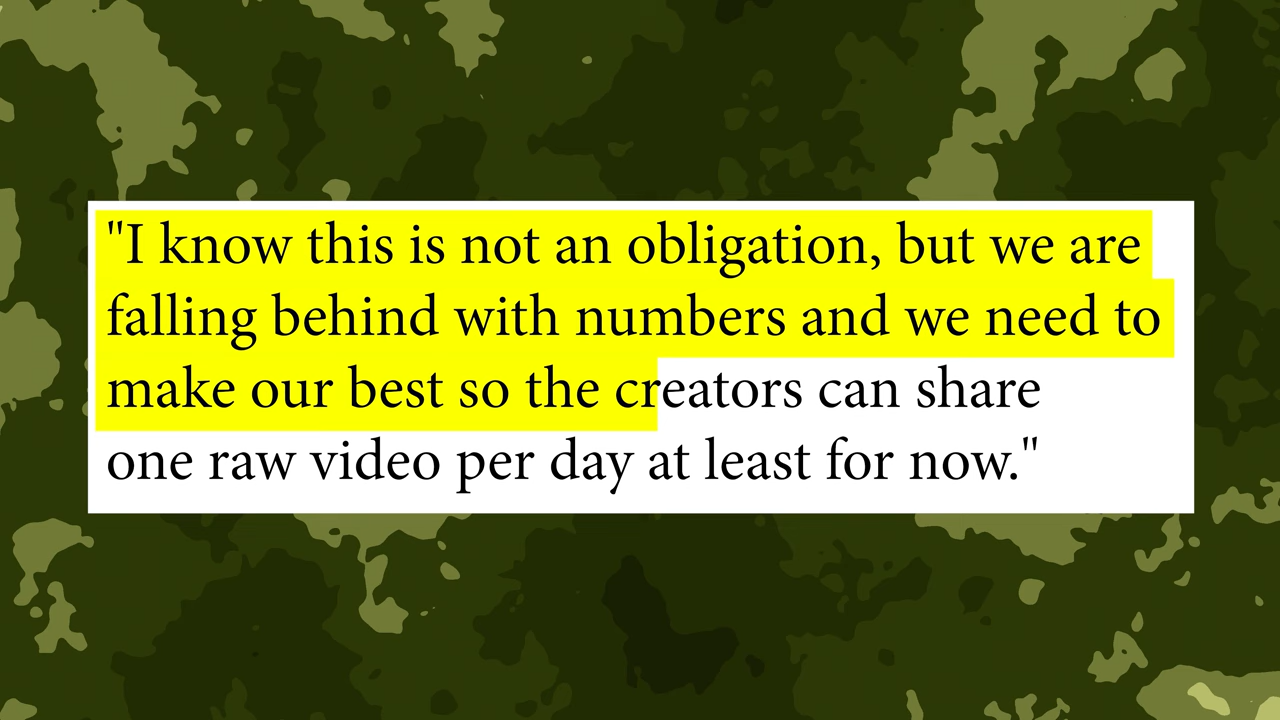 "I know this is not an obligation, but we are
falling behind with numbers and we need to
make our best so the creators can share
one raw video per day at least for now."